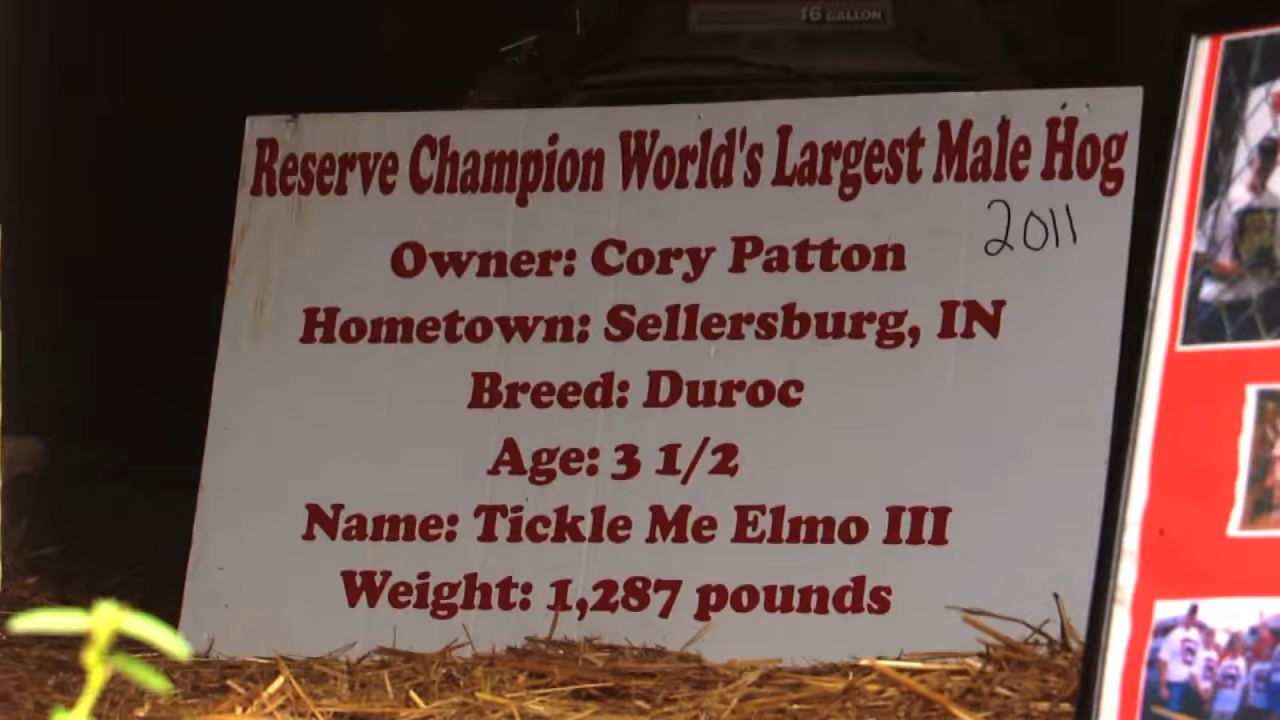 16 GALLON
Reserve Champion World's Largest Male Hog
2011
Owner: Cory Patton
Hometown: Sellersburg, IN
Breed: Duroc
Age: 3 1/2
Name: Tickle Me Elmo III
Weight: 1,287 pounds